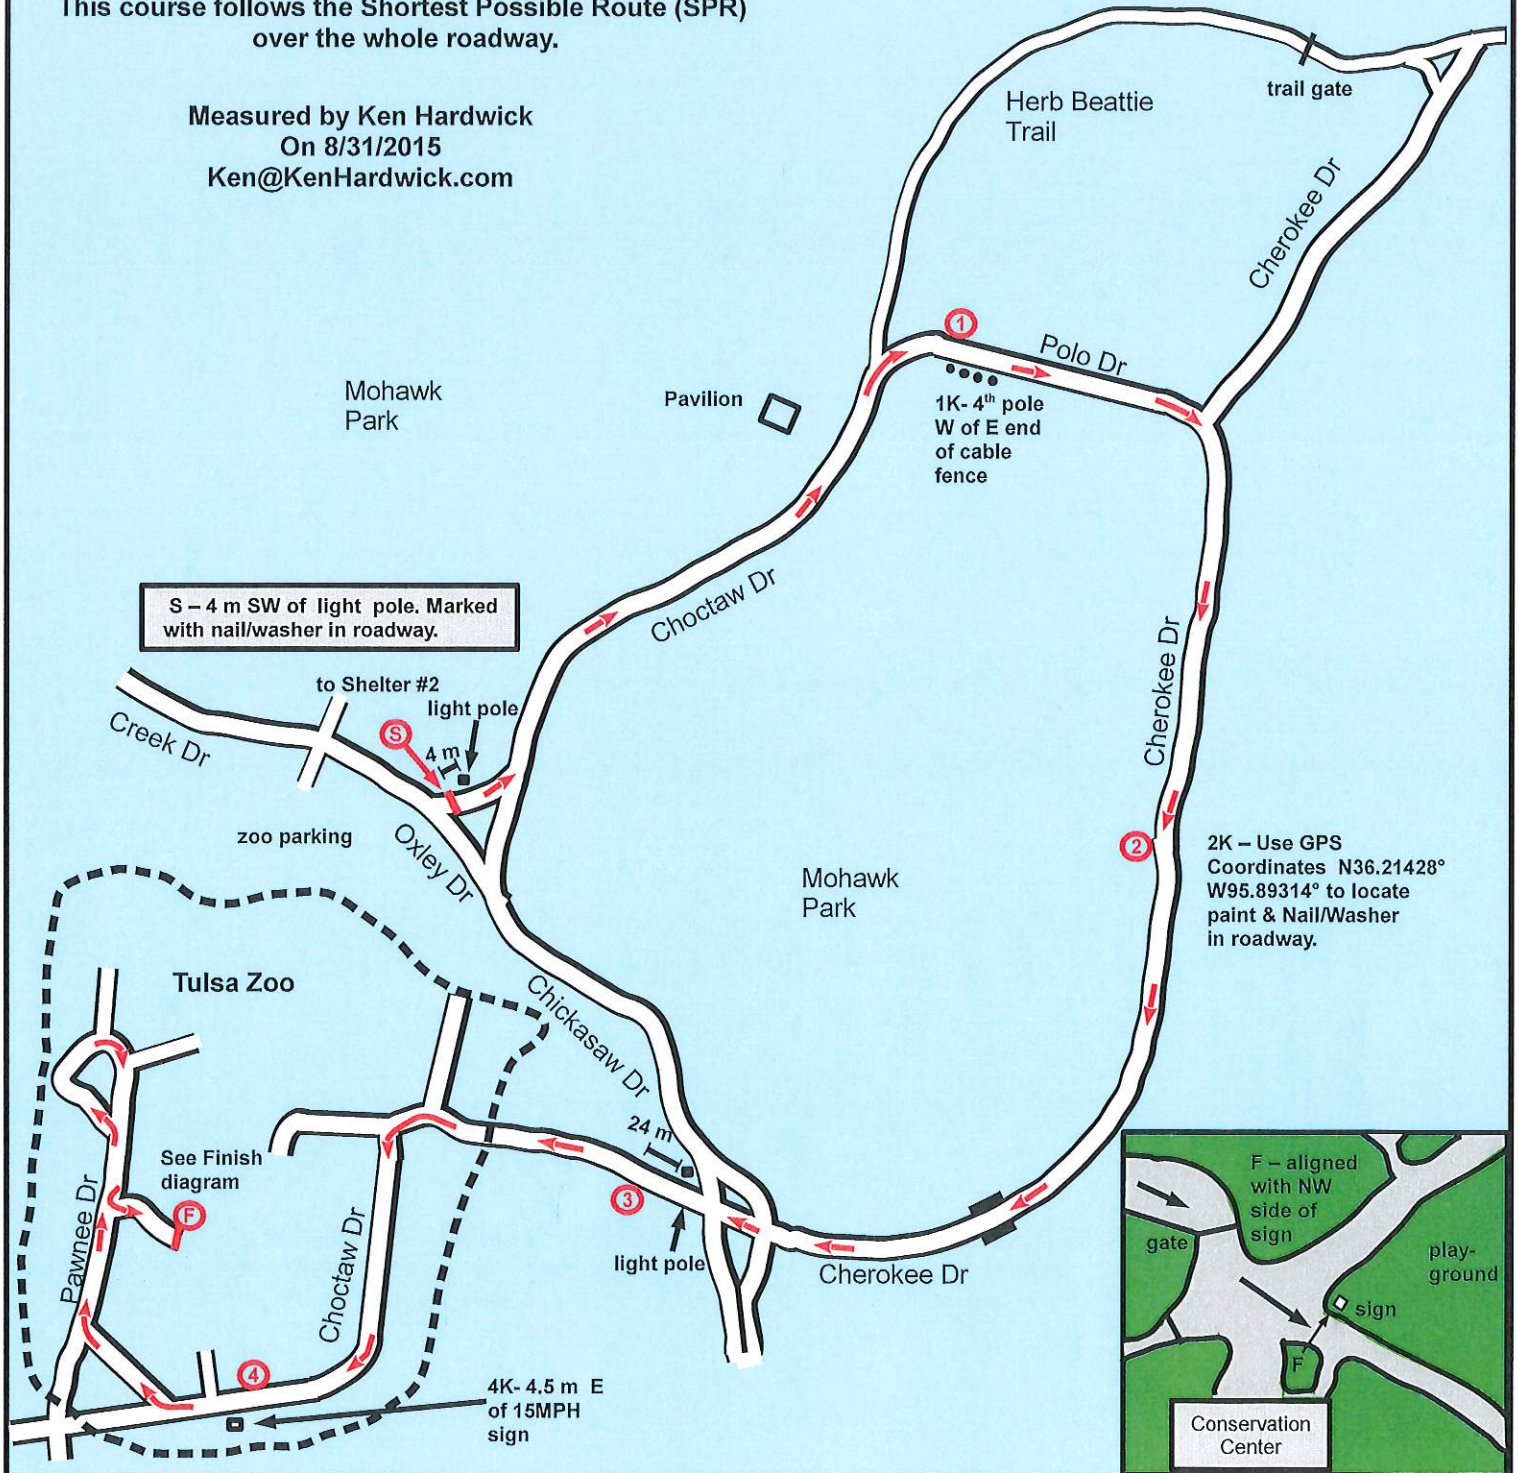 This course follows the Shortest Possible Route (SPR)
over the whole roadway.
Measured by Ken Hardwick
On 8/31/2015
Ken@KenHardwick.com
Herb Beattie
Trail
trail gate
Cherokee Dr
1
Polo Dr
Mohawk
Park
Pavilion
1K- 4th pole
W of E end
of cable
fence
S – 4 m SW of light pole. Marked
with nail/washer in roadway.
Choctaw Dr
to Shelter #2
light pole
S
4 m
Creek Dr
zoo parking
Oxley Dr
Cherokee Dr
2
2K – Use GPS
Coordinates N36.21428°
W95.89314° to locate
paint & Nail/Washer
in roadway.
Mohawk
Park
Tulsa Zoo
Chickasaw Dr
24 m
See Finish
diagram
F
Pawnee Dr
3
light pole
Cherokee Dr
Choctaw Dr
4
4K- 4.5 m E
of 15MPH
sign
F – aligned
with NW
side of
sign
gate
play-
ground
sign
F
Conservation
Center